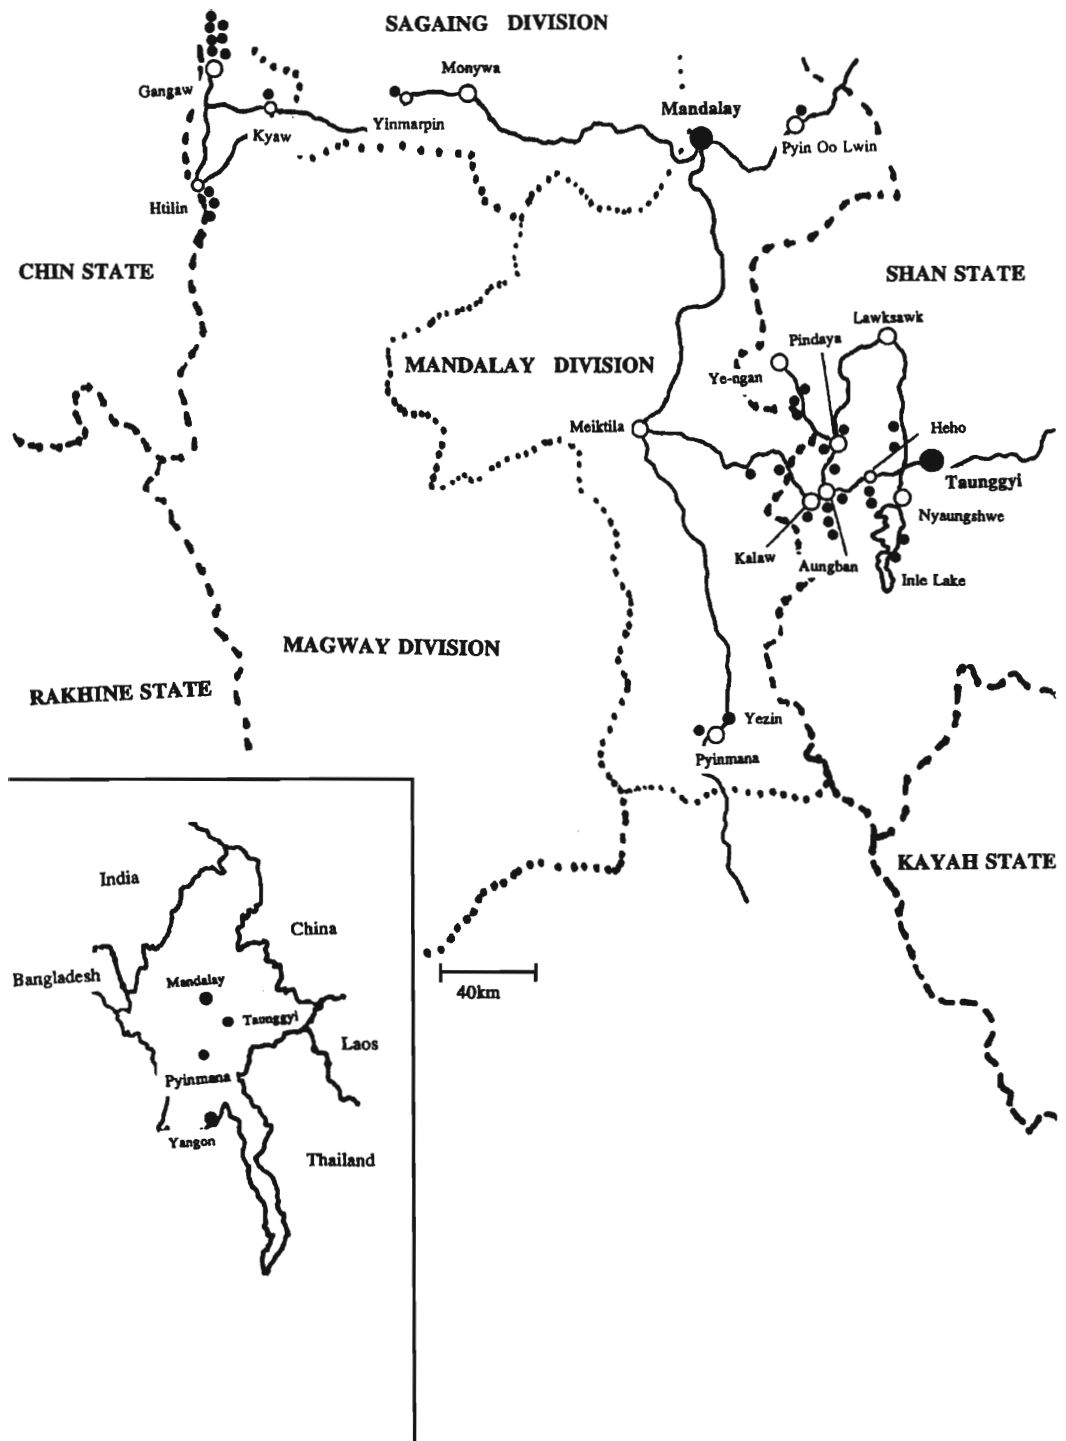 SAGAING DIVISION
Monywa
Gangaw
Mandalay
Kyaw
Yinmarpin
Pyin Oo Lwin
Htilin
CHIN STATE
SHAN STATE
Lawksawk
Pindaya
MANDALAY DIVISION
Ye-ngan
Meiktila
Heho
Taunggyi
Nyaungshwe
Kalaw
Aungban
Inle Lake
MAGWAY DIVISION
RAKHINE STATE
Yezin
Pyinmana
KAYAH STATE
40km
India
China
Bangladesh
Mandalay
Taunggyi
Laos
Pyinmana
Yangon
Thailand